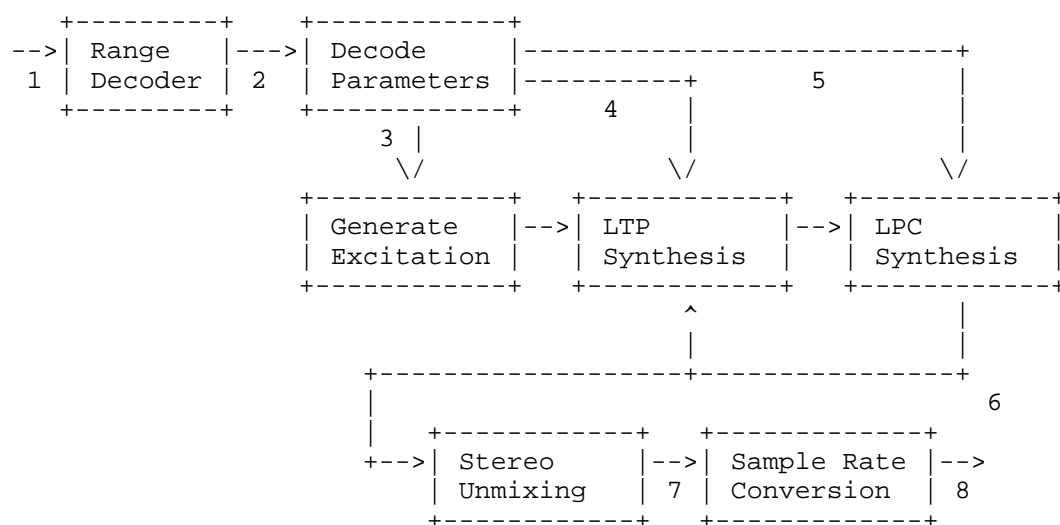 +---------+    +------------+
-->| Range   |--->| Decode     |---------------------------+
1 | Decoder | 2  | Parameters |----------+       5        |
+---------+    +------------+     4    |                |
3 |                |                |
\/                \/               \/
+------------+   +------------+   +------------+
| Generate   |-->| LTP        |-->| LPC        |
| Excitation |   | Synthesis  |   | Synthesis  |
+------------+   +------------+   +------------+
^                |
|                |
+-------------------+----------------+
|                                      6
|   +------------+   +-------------+
+-->| Stereo     |-->| Sample Rate |-->
| Unmixing   | 7 | Conversion  | 8
+------------+   +-------------+